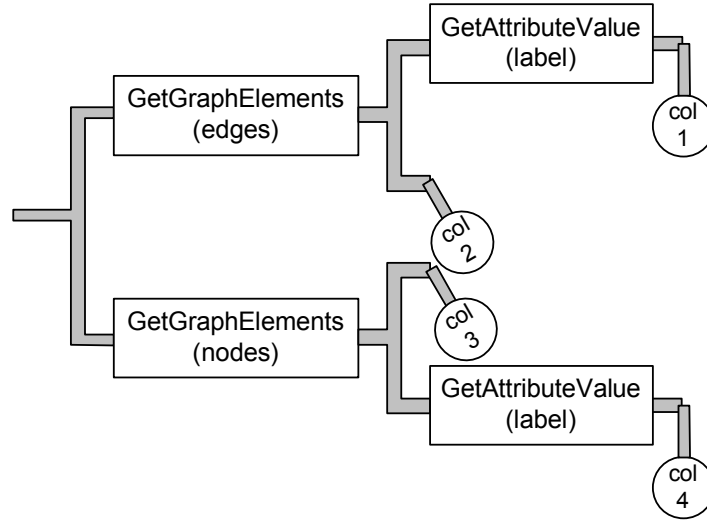 GetAttributeValue
(label)
col
1
GetGraphElements
(edges)
col
2
GetGraphElements
(nodes)
col
3
GetAttributeValue
(label)
col
4